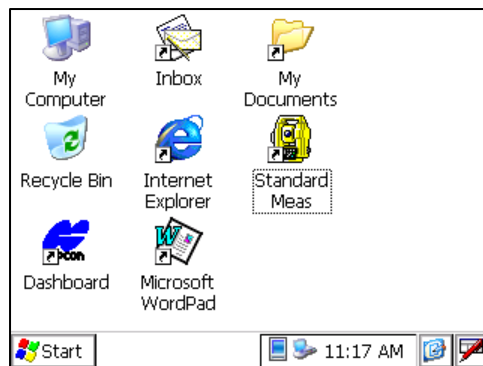 My
Computer
Inbox
My
Documents
Recycle Bin
Internet
Explorer
Standard
Meas
Dashboard
Microsoft
WordPad
Start
11:17 AM